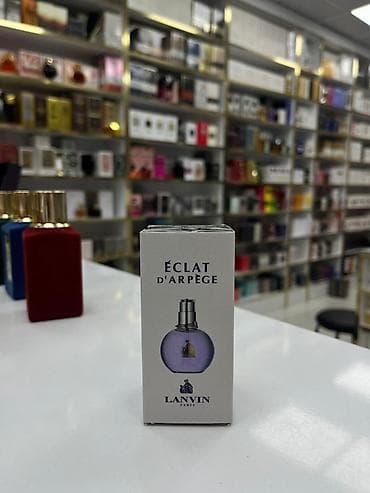 ÉCLAT
D'ARPÈGE
LANVIN
PARIS